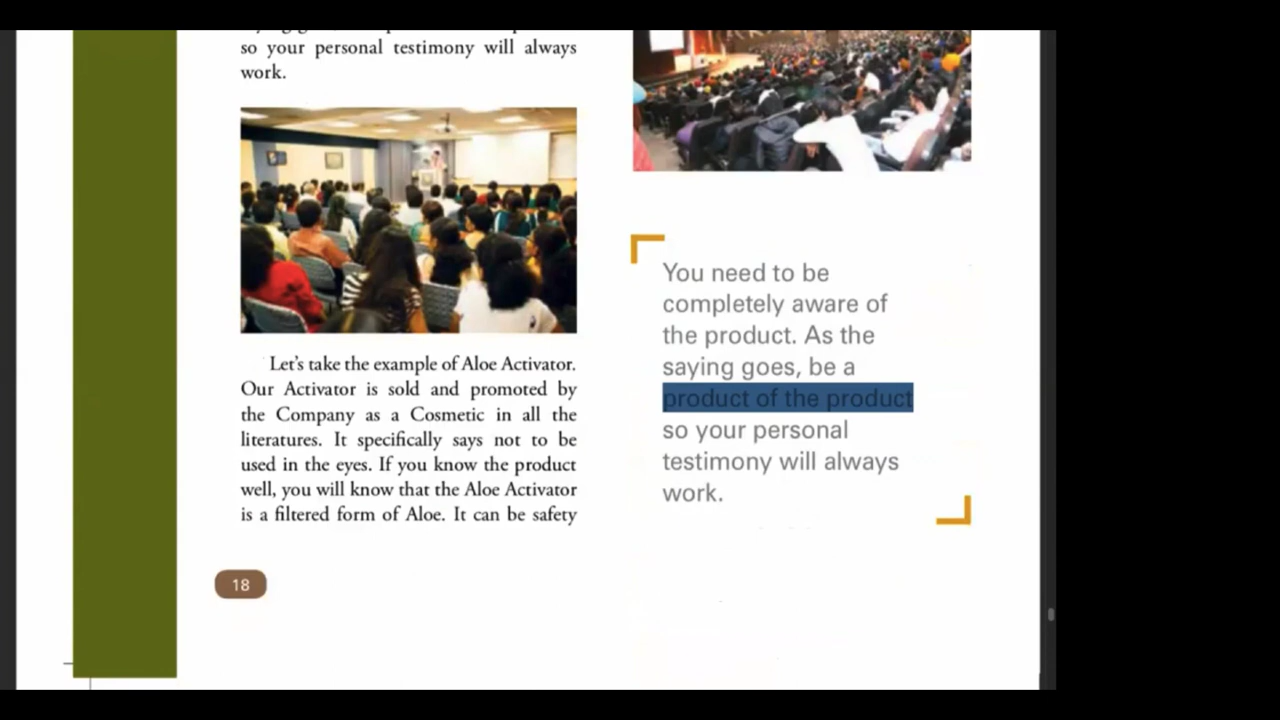 so your personal testimony will always
work.
Let's take the example of Aloe Activator.
Our Activator is sold and promoted by
the Company as a Cosmetic in all the
literatures. It specifically says not to be
used in the eyes. If you know the product
well, you will know that the Aloe Activator
is a filtered form of Aloe. It can be safety
18
You need to be
completely aware of
the product. As the
saying goes, be a
product of the product
so your personal
testimony will always
work.